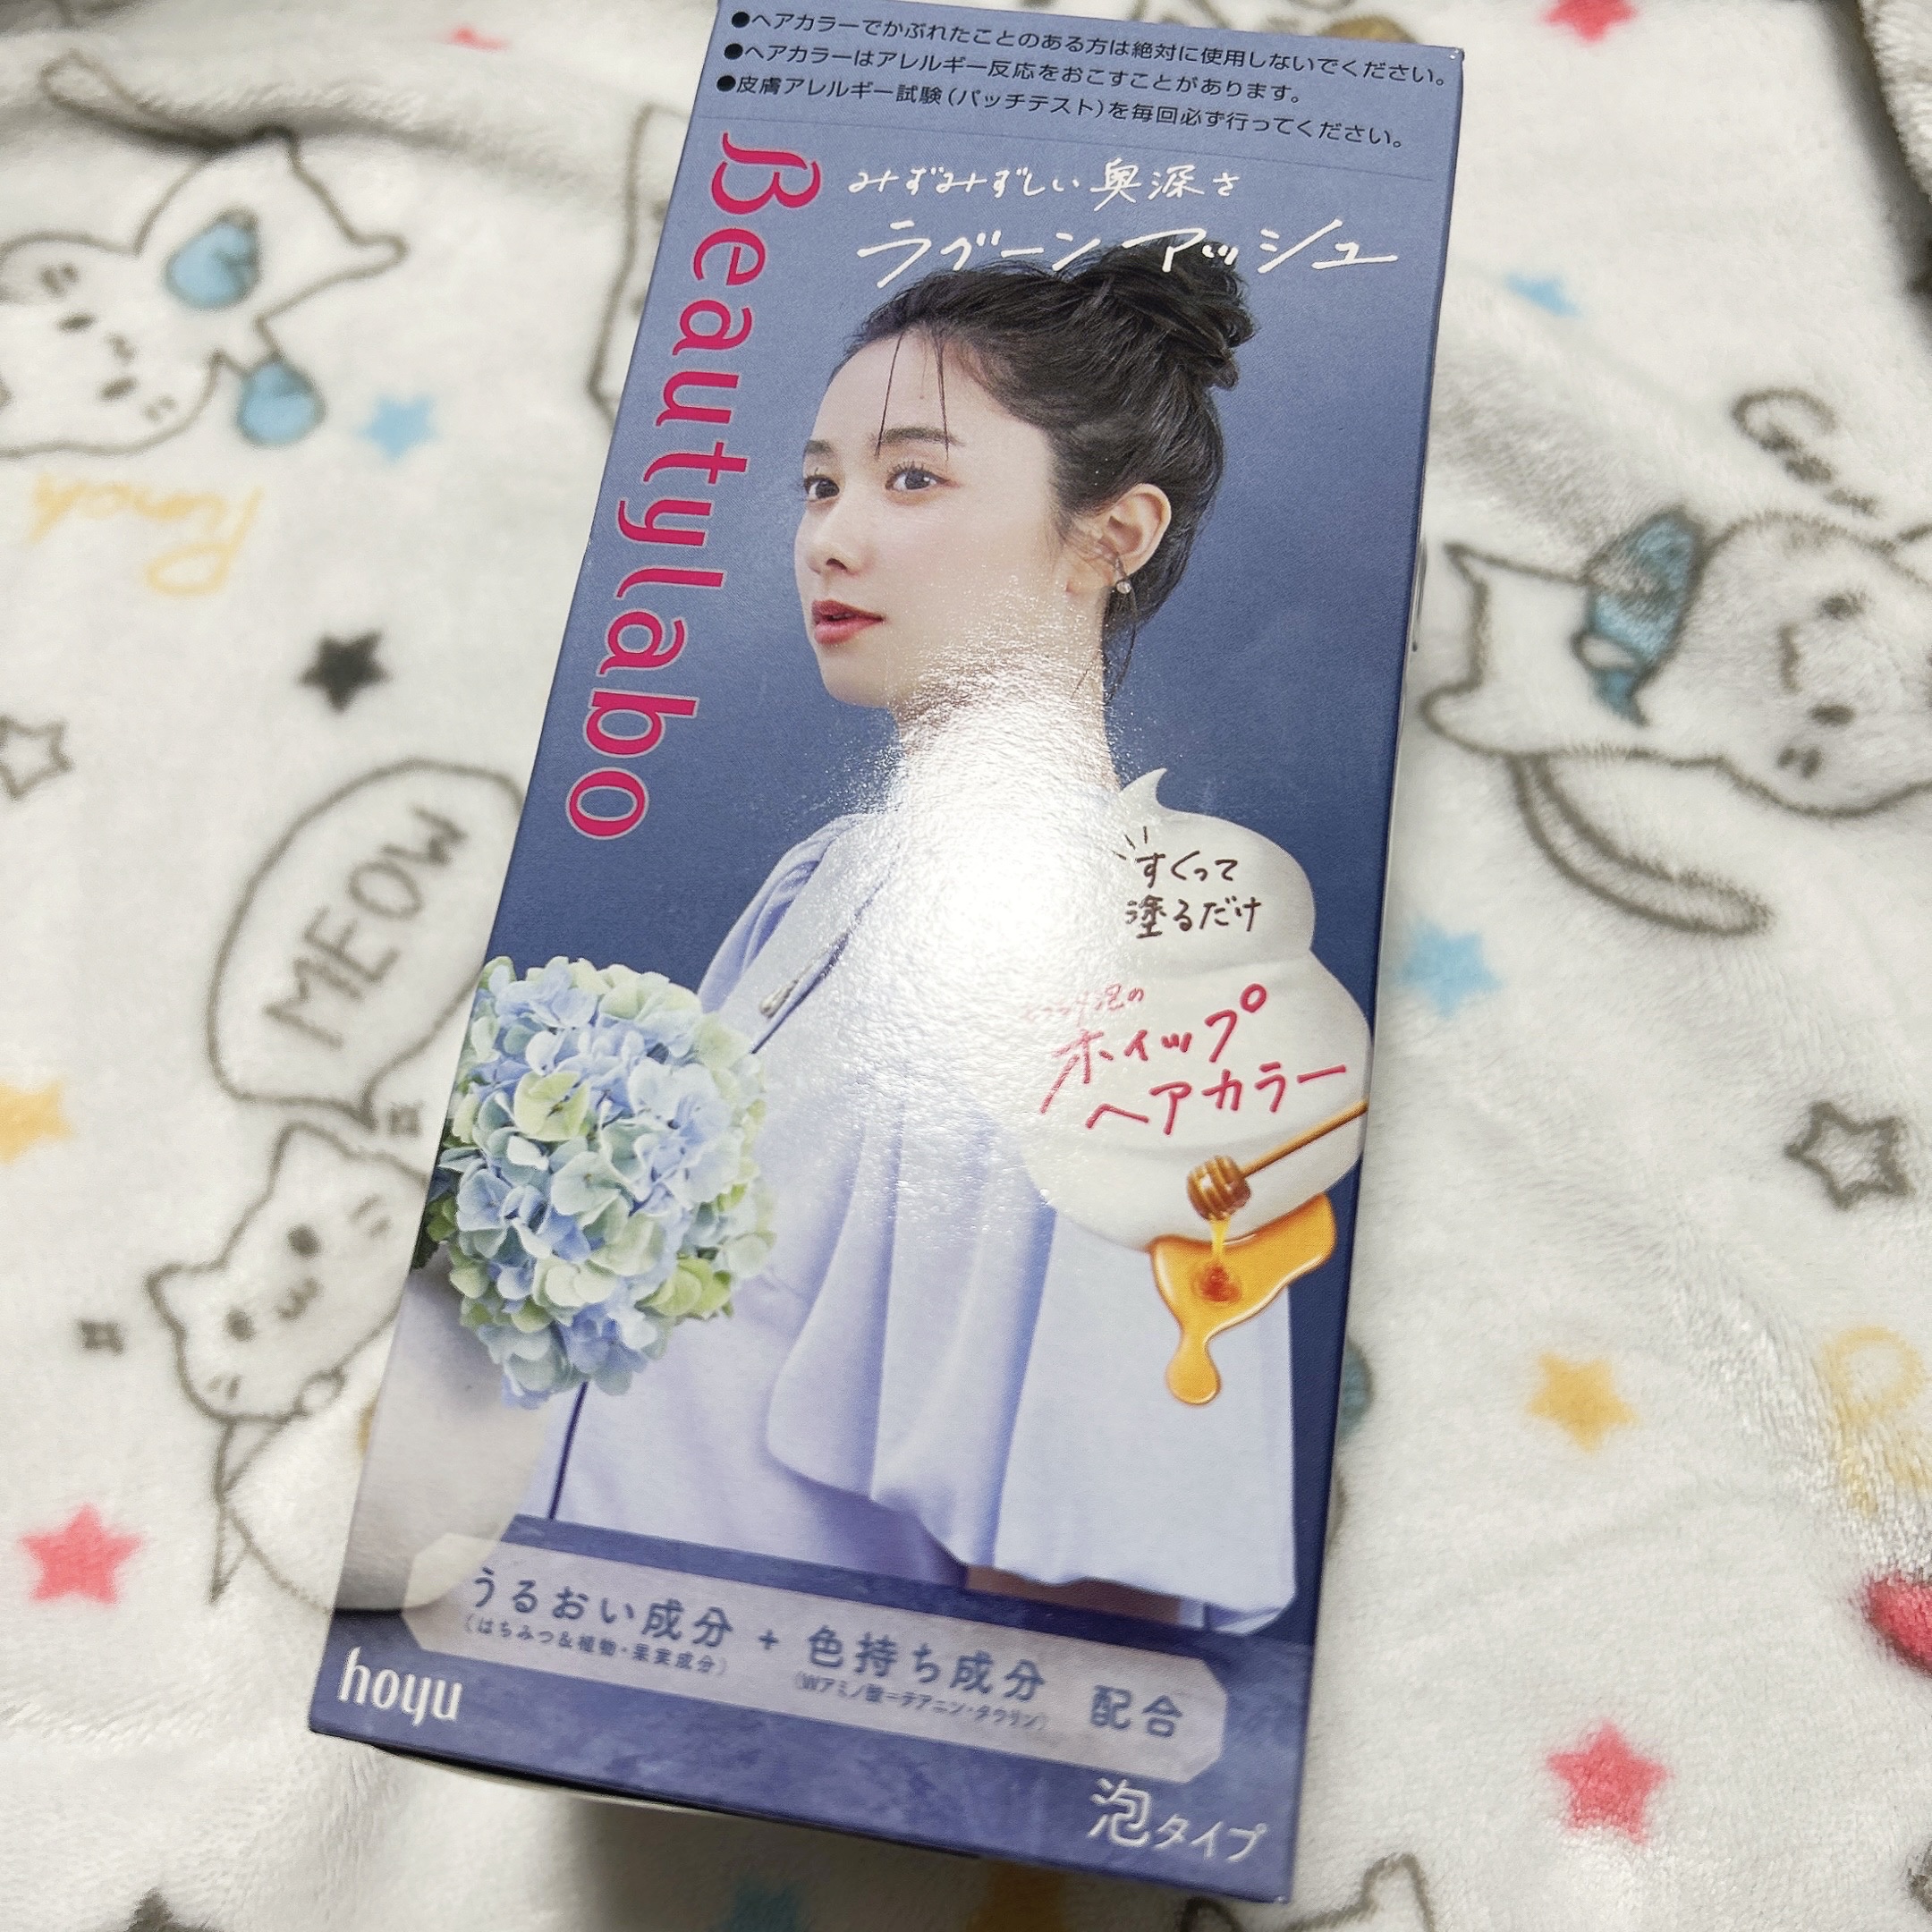 ●ヘアカラーでかぶれたことのある方は絶対に使用しないでください。
●ヘアカラーはアレルギー反応をおこすことがあります。
●皮膚アレルギー試験(パッチテスト)を毎回必ず行ってください。
Beautylabo
みずみずしい奥深さ
ラグーンアッシュ
すくって
塗るだけ
泡の
ホイップ
ヘアカラー
うるおい成分 + 色持ち成分 配合
(はちみつ&植物・果実成分)
(Wアミノ酸=テアニン・タウリン)
hoyu
泡タイプ
MEOW